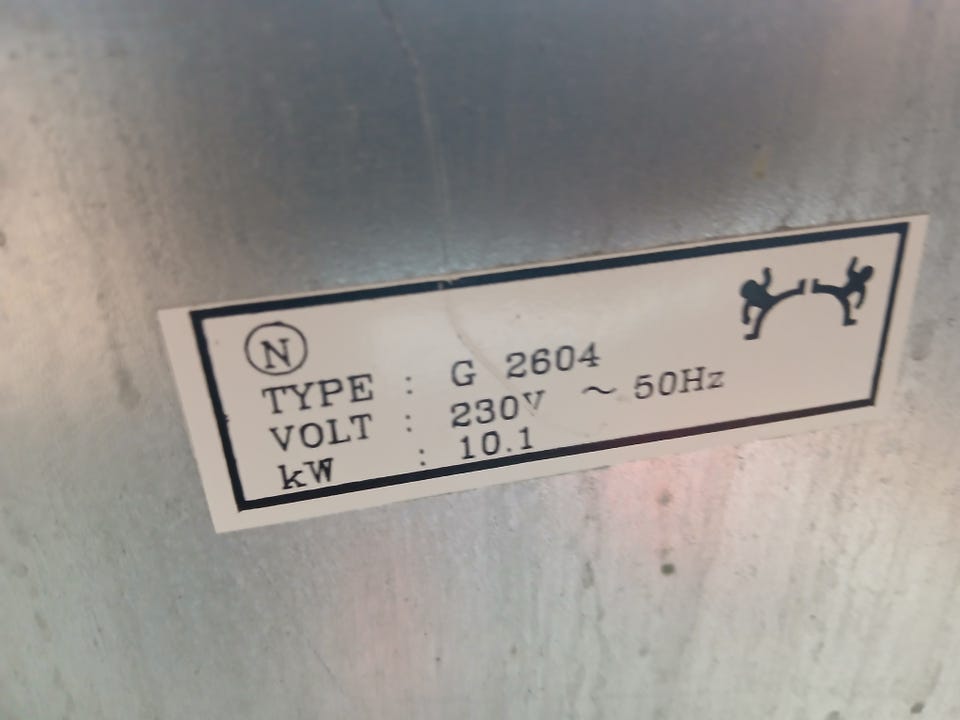 N
TYPE : G 2604
VOLT : 230V ~ 50Hz
kW : 10.1